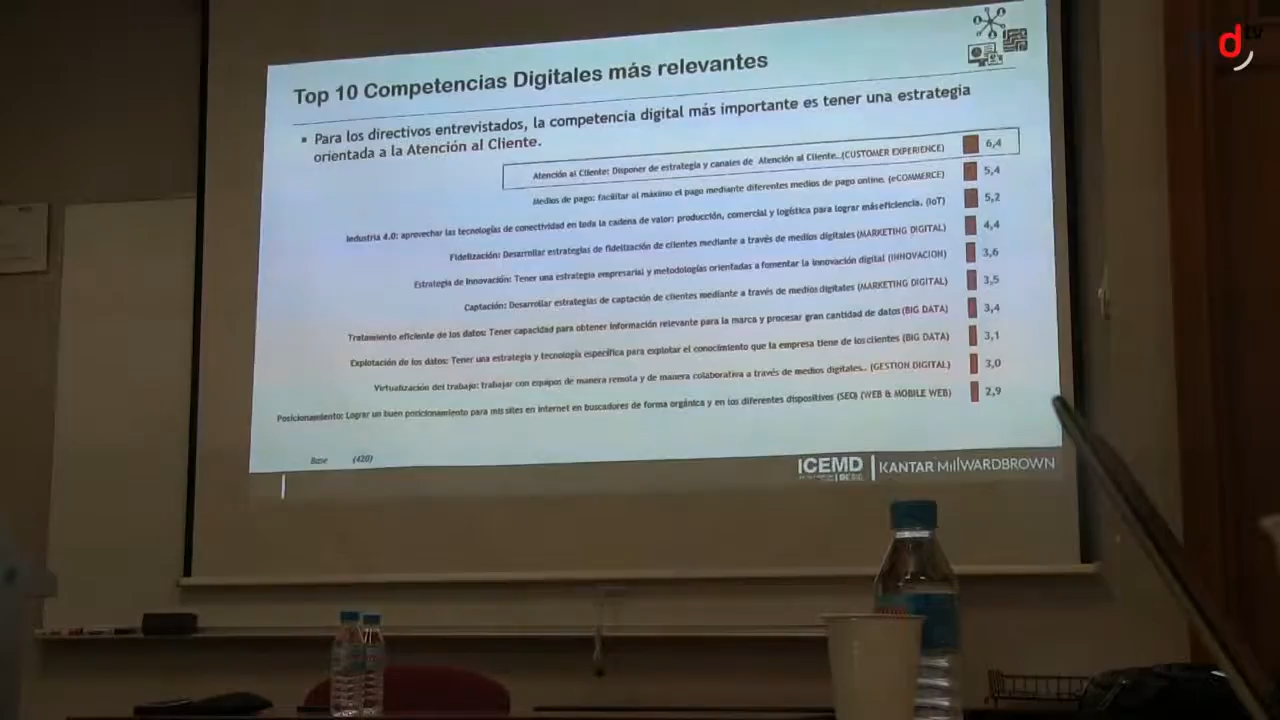 dtv
Top 10 Competencias Digitales más relevantes
▪ Para los directivos entrevistados, la competencia digital más importante es tener una estrategia
orientada a la Atención al Cliente.
Atención al Cliente: Disponer de estrategia y canales de Atención al Cliente..(CUSTOMER EXPERIENCE) 6,4
Medios de pago: facilitar al máximo el pago mediante diferentes medios de pago online. (eCOMMERCE) 5,4
Industria 4.0: aprovechar las tecnologías de conectividad en toda la cadena de valor: producción, comercial y logística para lograr más eficiencia. (IoT) 5,2
Fidelización: Desarrollar estrategias de fidelización de clientes mediante a través de medios digitales (MARKETING DIGITAL) 4,4
Estrategia de Innovación: Tener una estrategia empresarial y metodologías orientadas a fomentar la innovación digital (INNOVACION) 3,6
Captación: Desarrollar estrategias de captación de clientes mediante a través de medios digitales (MARKETING DIGITAL) 3,5
Tratamiento eficiente de los datos: Tener capacidad para obtener información relevante para la marca y procesar gran cantidad de datos (BIG DATA) 3,4
Explotación de los datos: Tener una estrategia y tecnología específica para explotar el conocimiento que la empresa tiene de los clientes (BIG DATA) 3,1
Virtualización del trabajo: trabajar con equipos de manera remota y de manera colaborativa a través de medios digitales.. (GESTION DIGITAL) 3,0
Posicionamiento: Lograr un buen posicionamiento para mis sites en internet en buscadores de forma orgánica y en los diferentes dispositivos (SEO) (WEB & MOBILE WEB) 2,9
Base (420)
ICEMD KANTAR MillWARDBROWN